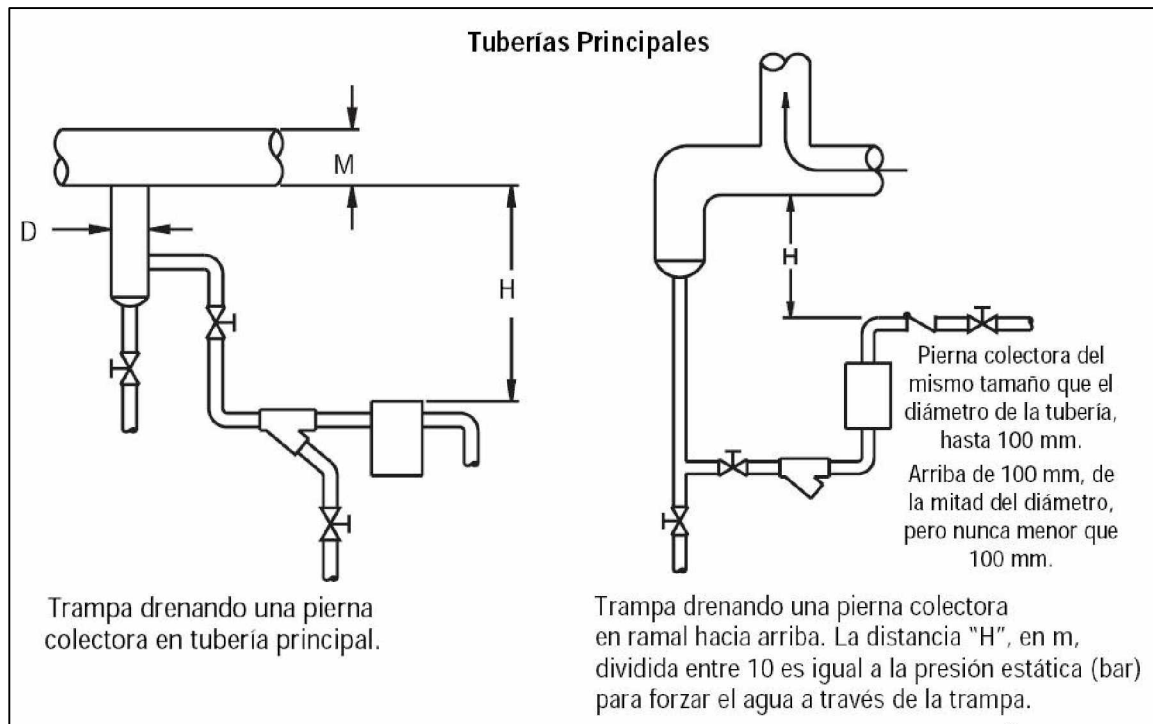 Tuberías Principales
M
D
H
H
Pierna colectora del
mismo tamaño que el
diámetro de la tubería,
hasta 100 mm.
Arriba de 100 mm, de
la mitad del diámetro,
pero nunca menor que
100 mm.
Trampa drenando una pierna
colectora en tubería principal.
Trampa drenando una pierna colectora
en ramal hacia arriba. La distancia “H”, en m,
dividida entre 10 es igual a la presión estática (bar)
para forzar el agua a través de la trampa.